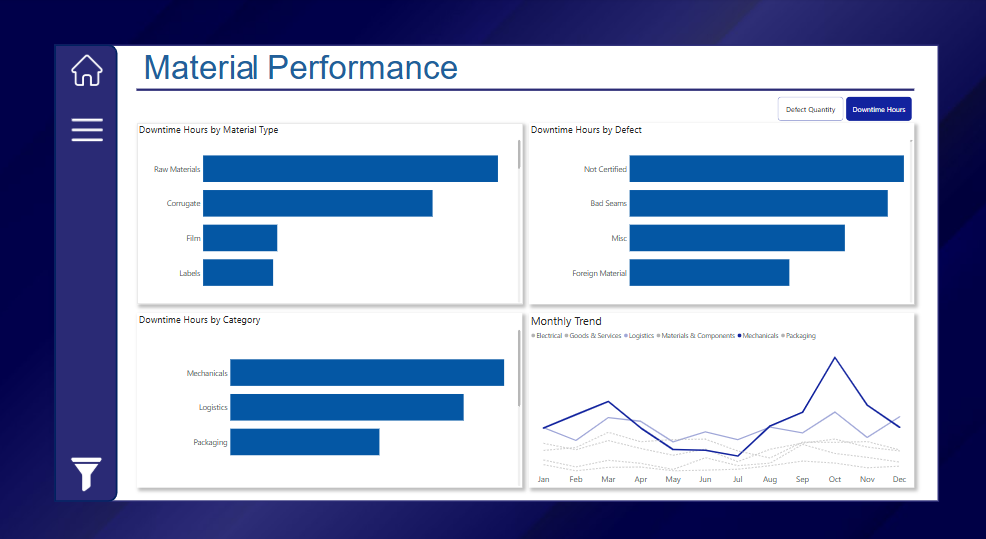 Material Performance
Defect Quantity
Downtime Hours
Downtime Hours by Material Type
Raw Materials
Corrugate
Film
Labels
Downtime Hours by Defect
Not Certified
Bad Seams
Misc
Foreign Material
Downtime Hours by Category
Mechanicals
Logistics
Packaging
Monthly Trend
Electrical Goods & Services Logistics Materials & Components Mechanicals Packaging
Jan Feb Mar Apr May Jun Jul Aug Sep Oct Nov Dec